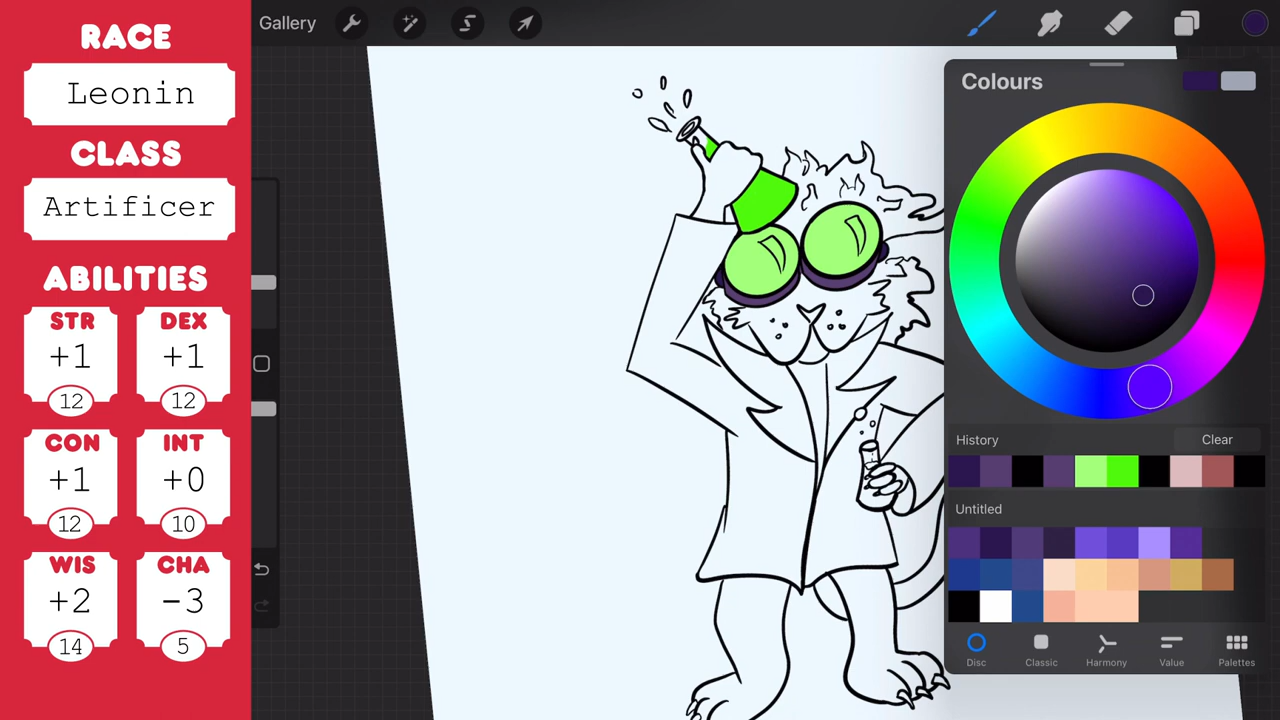 RACE
Leonin
CLASS
Artificer
ABILITIES
STR DEX
+1 +1
12 12
CON INT
+1 +0
12 10
WIS CHA
+2 -3
14 5
Gallery
Colours
History Clear
Untitled
Disc Classic Harmony Value Palettes